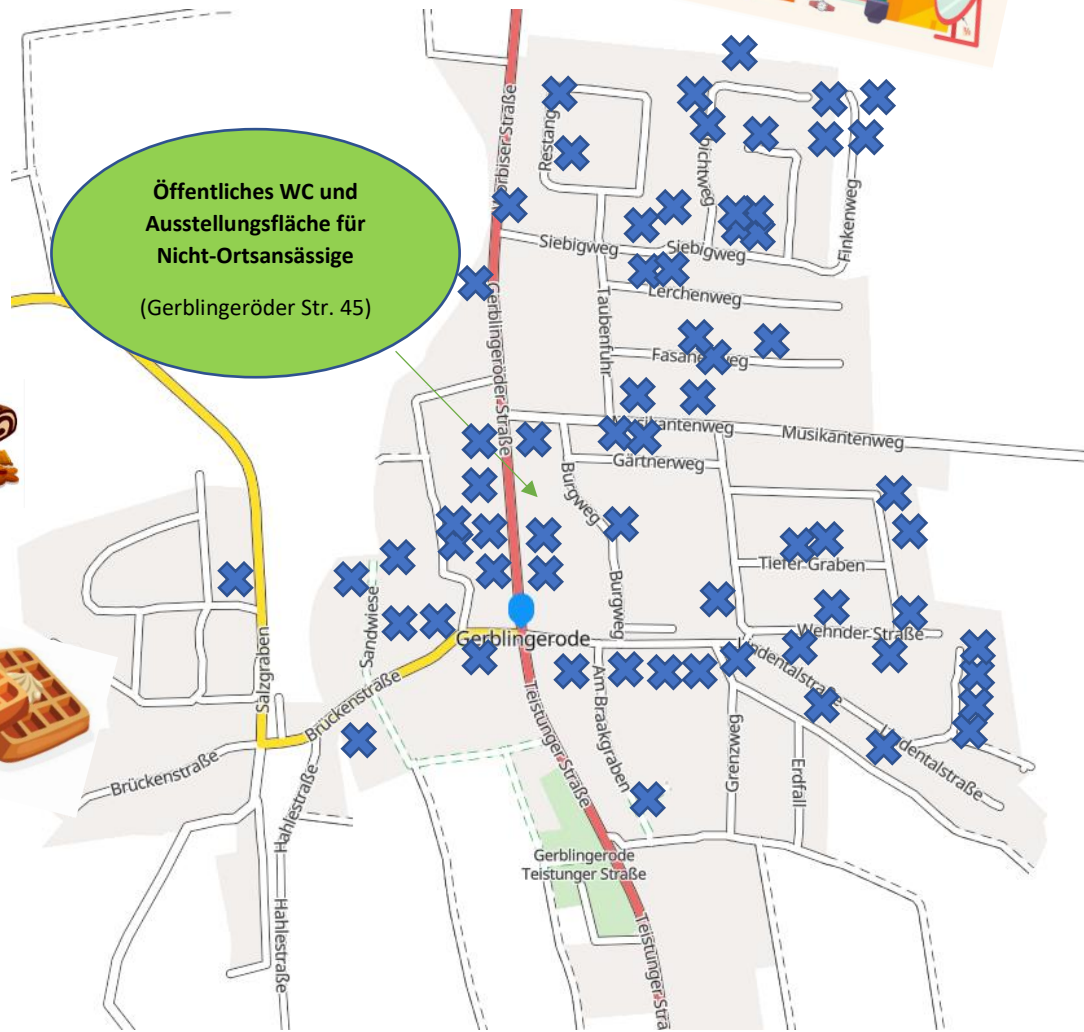 Öffentliches WC und
Ausstellungsfläche für
Nicht-Ortsansässige
(Gerblingeröder Str. 45)
Siebigweg
Siebigweg
Finkenweg
Lerchenweg
Taubenfuhr
Gerblingeröder Straße
Musikantenweg
Gärtnerweg
Burgweg
Burgweg
Tiefer Graben
Wehnder Straße
Lindentalstraße
Lindentalstraße
Gerblingerode
Sandwiese
Salzgraben
Brückenstraße
Brückenstraße
Hahlestraße
Hahlestraße
Teistunger Straße
Am Braakgraben
Grenzweg
Erdfall
Gerblingerode
Teistunger Straße